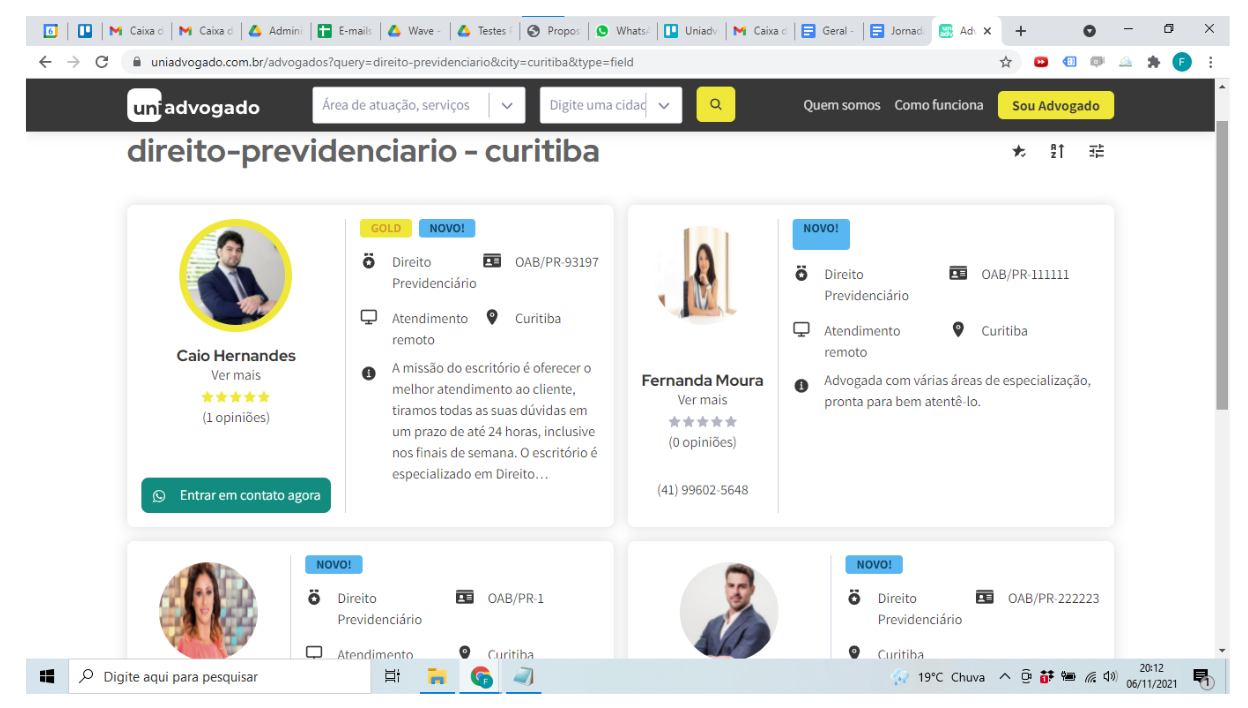 6
Caixa d
Caixa d
Admini
E-mails
Wave -
Testes
Propos
Whats
Uniadv
Caixa d
Geral -
Jornad
Adv
uniadvogado.com.br/advogados?query=direito-previdenciario&city=curitiba&type=field
F
uniadvogado
Área de atuação, serviços
Digite uma cidad
Quem somos
Como funciona
Sou Advogado
direito-previdenciario - curitiba
GOLD
NOVO!
Direito
Previdenciário
OAB/PR-93197
Atendimento
remoto
Curitiba
Caio Hernandes
Ver mais
(1 opiniões)
A missão do escritório é oferecer o
melhor atendimento ao cliente,
tiramos todas as suas dúvidas em
um prazo de até 24 horas, inclusive
nos finais de semana. O escritório é
especializado em Direito…
Entrar em contato agora
NOVO!
Direito
Previdenciário
OAB/PR-111111
Atendimento
remoto
Curitiba
Fernanda Moura
Ver mais
(0 opiniões)
(41) 99602-5648
Advogada com várias áreas de especialização,
pronta para bem atentê-lo.
NOVO!
Direito
Previdenciário
OAB/PR-1
Atendimento
Curitiba
NOVO!
Direito
Previdenciário
OAB/PR-222223
Curitiba
Digite aqui para pesquisar
19°C Chuva
20:12
06/11/2021
1